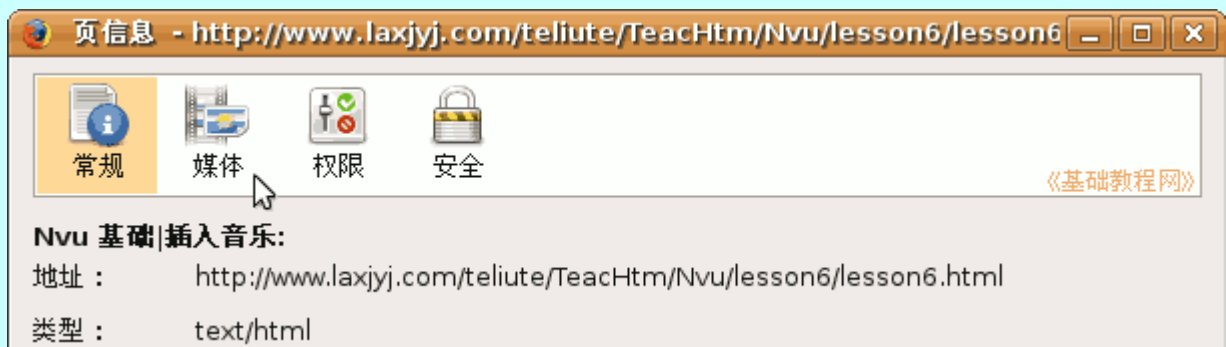 页信息 - http://www.laxjyj.com/teliute/TeacHtm/Nvu/lesson6/lesson6
常规 媒体 权限 安全
《基础教程网》
Nvu 基础|插入音乐:
地址： http://www.laxjyj.com/teliute/TeacHtm/Nvu/lesson6/lesson6.html
类型： text/html